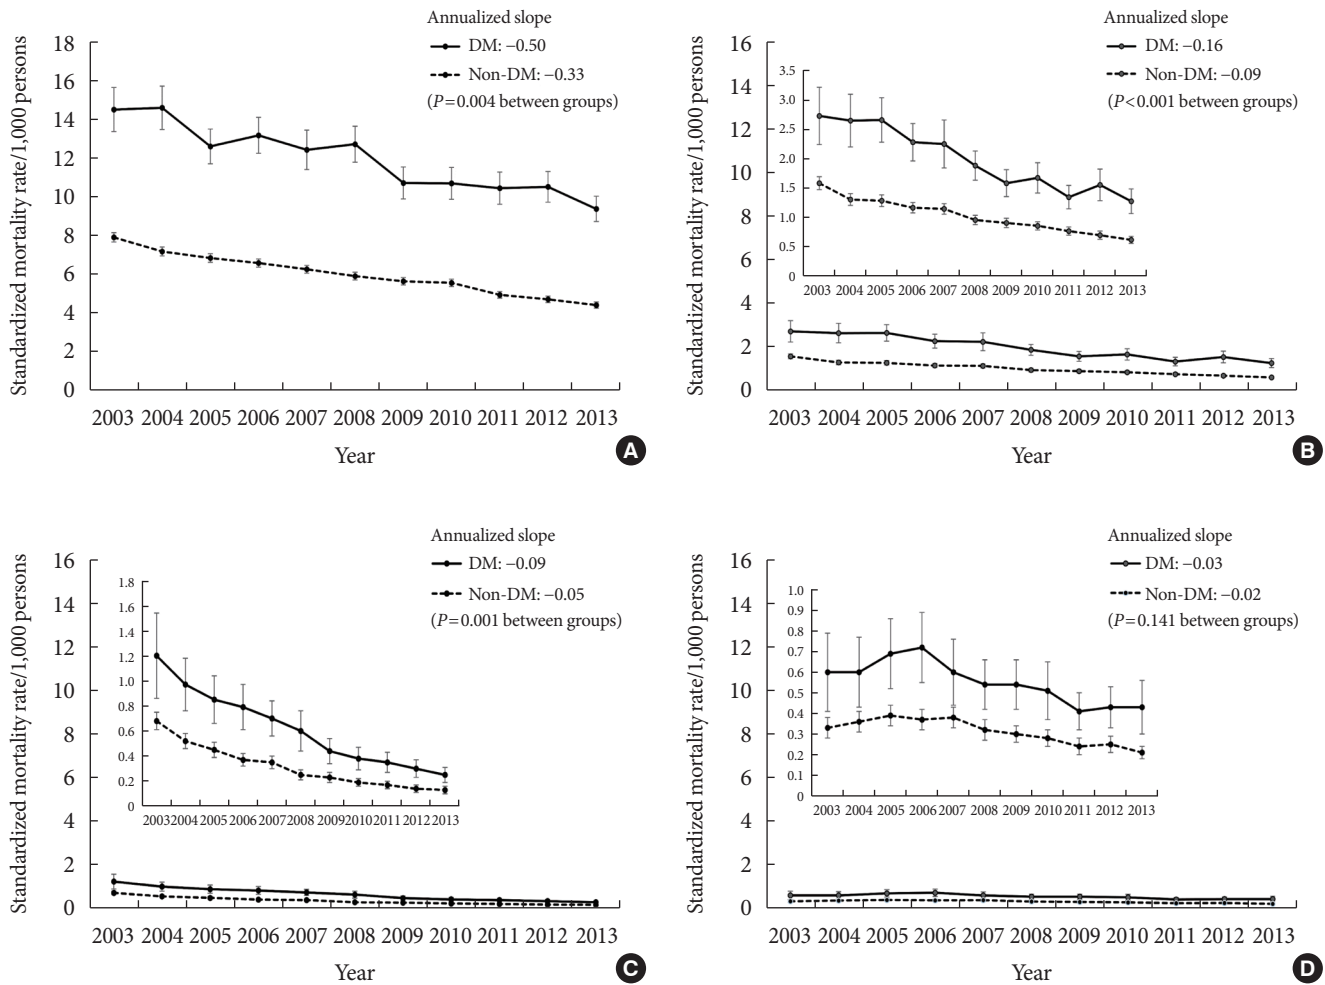 Annualized slope
DM: −0.50
Non-DM: −0.33
(P=0.004 between groups)
Standardized mortality rate/1,000 persons
18
16
14
12
10
8
6
4
2
0
2003 2004 2005 2006 2007 2008 2009 2010 2011 2012 2013
Year
A
Annualized slope
DM: −0.16
Non-DM: −0.09
(P<0.001 between groups)
Standardized mortality rate/1,000 persons
16
14
12
10
8
6
4
2
0
3.5
3.0
2.5
2.0
1.5
1.0
0.5
0
2003 2004 2005 2006 2007 2008 2009 2010 2011 2012 2013
2003 2004 2005 2006 2007 2008 2009 2010 2011 2012 2013
Year
B
Annualized slope
DM: −0.09
Non-DM: −0.05
(P=0.001 between groups)
Standardized mortality rate/1,000 persons
16
14
12
10
8
6
4
2
0
1.8
1.6
1.4
1.2
1.0
0.8
0.6
0.4
0.2
0
2003 2004 2005 2006 2007 2008 2009 2010 2011 2012 2013
2003 2004 2005 2006 2007 2008 2009 2010 2011 2012 2013
Year
C
Annualized slope
DM: −0.03
Non-DM: −0.02
(P=0.141 between groups)
Standardized mortality rate/1,000 persons
16
14
12
10
8
6
4
2
0
1.0
0.9
0.8
0.7
0.6
0.5
0.4
0.3
0.2
0.1
0
2003 2004 2005 2006 2007 2008 2009 2010 2011 2012 2013
2003 2004 2005 2006 2007 2008 2009 2010 2011 2012 2013
Year
D